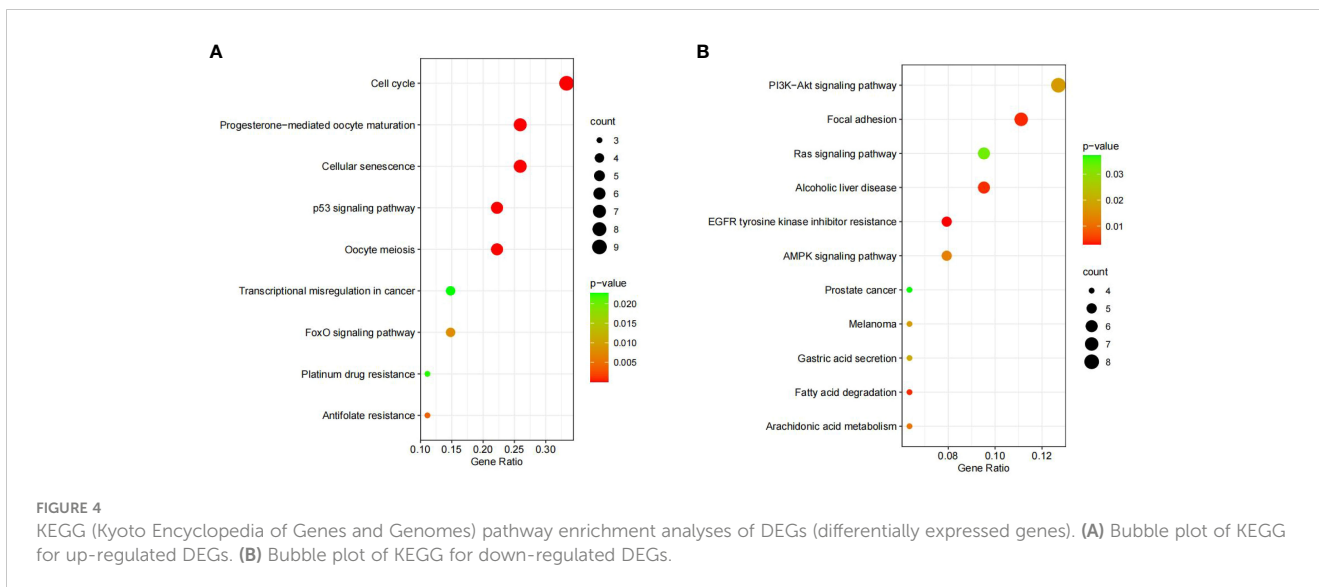 A
Cell cycle
Progesterone−mediated oocyte maturation
Cellular senescence
p53 signaling pathway
Oocyte meiosis
Transcriptional misregulation in cancer
FoxO signaling pathway
Platinum drug resistance
Antifolate resistance
0.10 0.15 0.20 0.25 0.30
Gene Ratio
count
3
4
5
6
7
8
9
p−value
0.020
0.015
0.010
0.005
B
PI3K−Akt signaling pathway
Focal adhesion
Ras signaling pathway
Alcoholic liver disease
EGFR tyrosine kinase inhibitor resistance
AMPK signaling pathway
Prostate cancer
Melanoma
Gastric acid secretion
Fatty acid degradation
Arachidonic acid metabolism
0.08 0.10 0.12
Gene Ratio
p−value
0.03
0.02
0.01
count
4
5
6
7
8
FIGURE 4
KEGG (Kyoto Encyclopedia of Genes and Genomes) pathway enrichment analyses of DEGs (differentially expressed genes). (A) Bubble plot of KEGG
for up-regulated DEGs. (B) Bubble plot of KEGG for down-regulated DEGs.